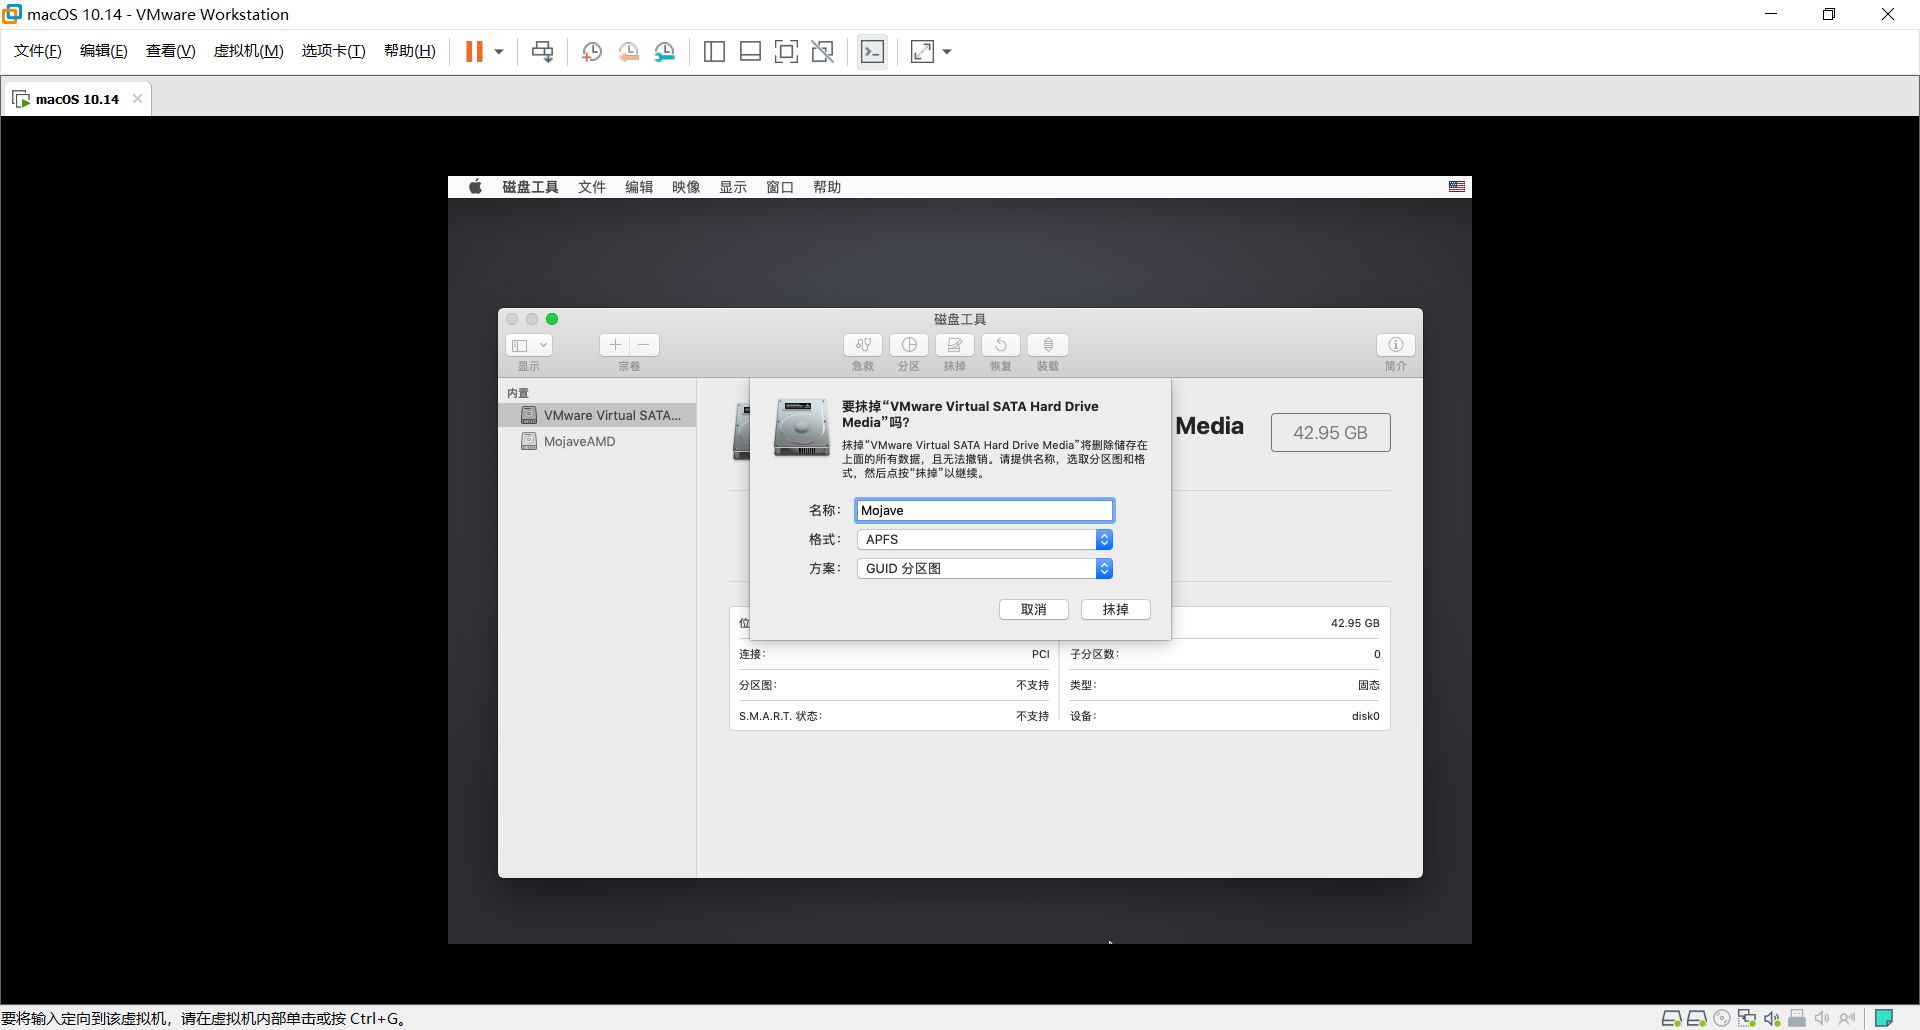 macOS 10.14 - VMware Workstation
文件(F) 编辑(E) 查看(V) 虚拟机(M) 选项卡(T) 帮助(H)
macOS 10.14
磁盘工具 文件 编辑 映像 显示 窗口 帮助
磁盘工具
显示 宗卷 急救 分区 抹掉 恢复 装载 简介
内置
VMware Virtual SATA...
MojaveAMD
要抹掉“VMware Virtual SATA Hard Drive
Media”吗?
抹掉“VMware Virtual SATA Hard Drive Media”将删除储存在
上面的所有数据，且无法撤销。请提供名称，选取分区图和格
式，然后点按“抹掉”以继续。
名称： Mojave
格式： APFS
方案： GUID 分区图
取消 抹掉
Media 42.95 GB
位 42.95 GB
连接： PCI 子分区数： 0
分区图： 不支持 类型： 固态
S.M.A.R.T. 状态： 不支持 设备： disk0
要将输入定向到该虚拟机，请在虚拟机内部单击或按 Ctrl+G。